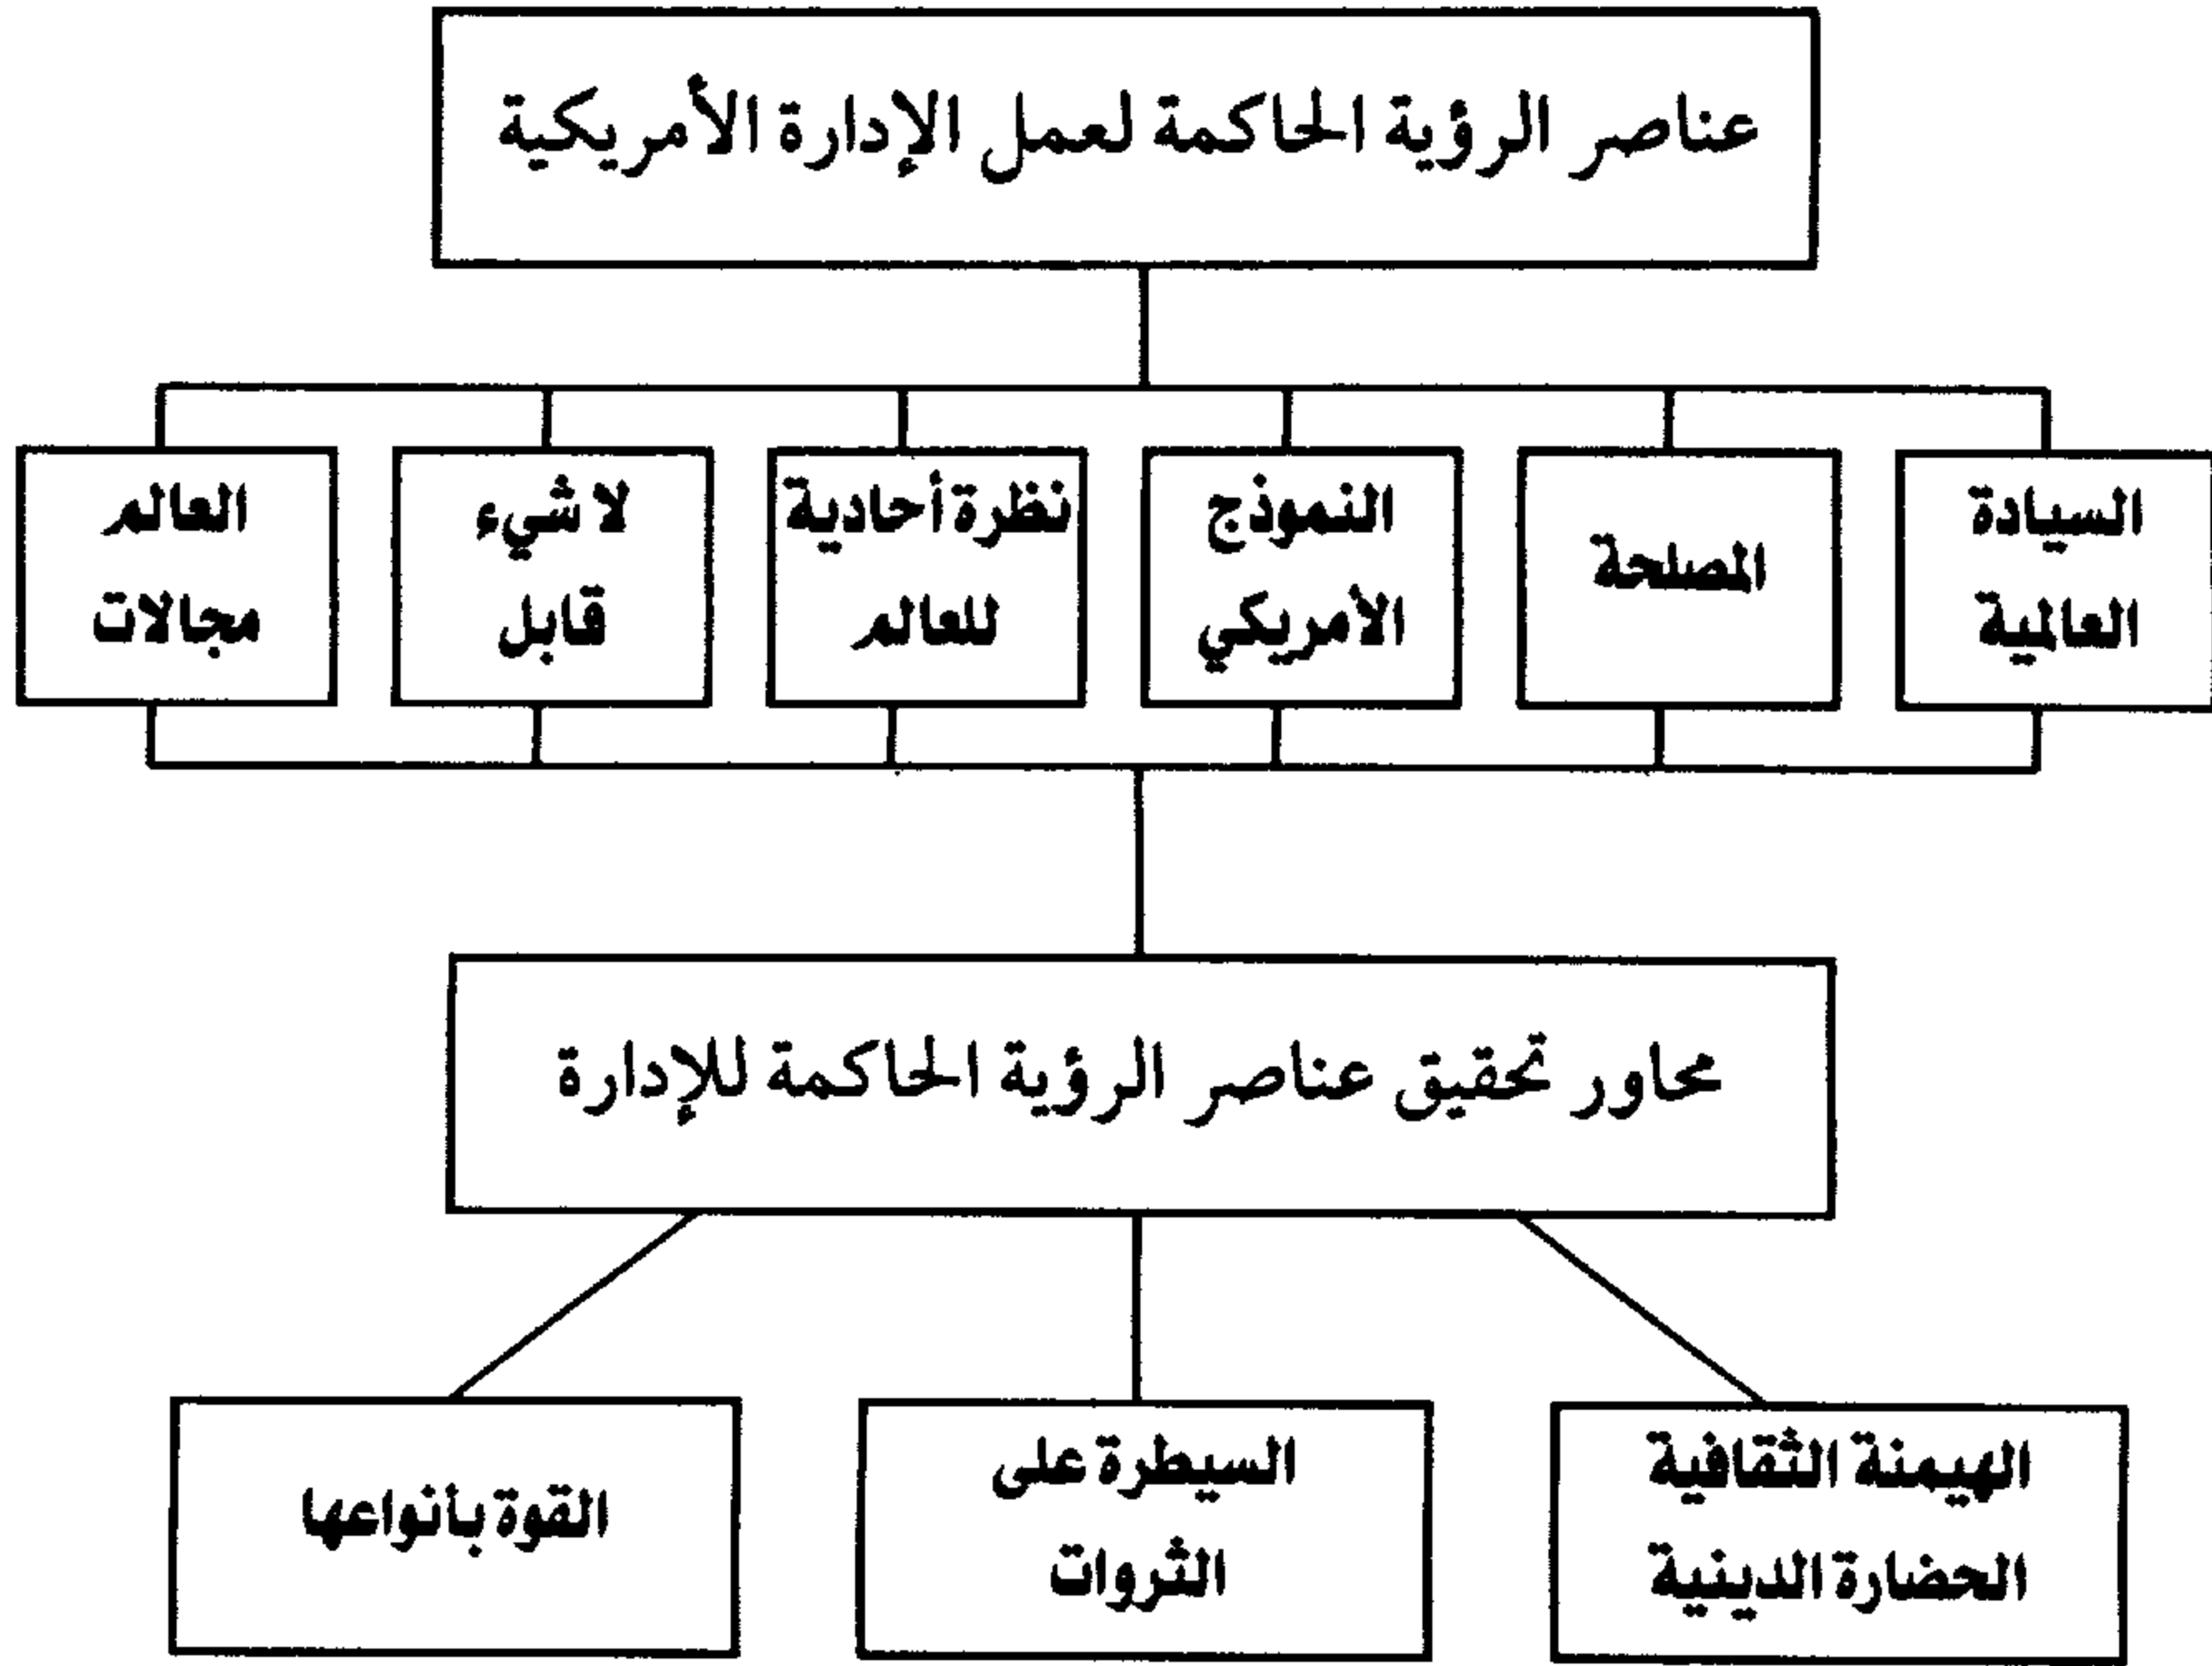 عناصر الرؤية الحاكمة لعمل الإدارة الأمريكية
السيادة
العالمية
المصلحة
النموذج
الأمريكي
نظرة أحادية
للعالم
لا شيء
قابل
العالم
مجالات
محاور تحقيق عناصر الرؤية الحاكمة للإدارة
الهيمنة الثقافية
الحضارة الدينية
السيطرة على
الثروات
القوة بأنواعها